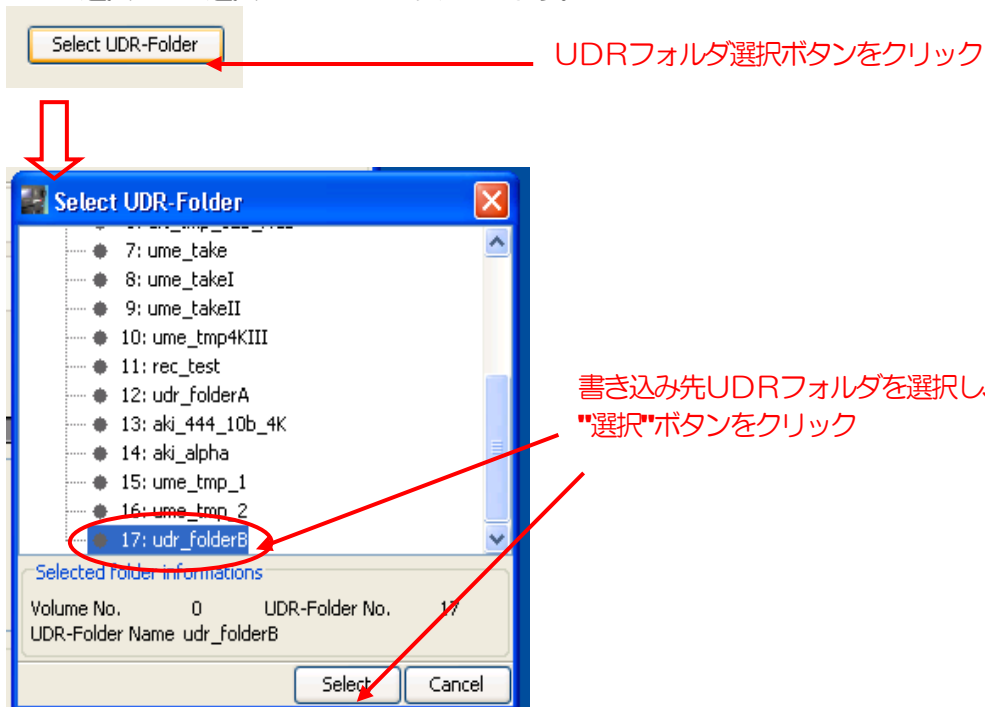 Select UDR-Folder
UDRフォルダ選択ボタンをクリック
Select UDR-Folder
7: ume_take
8: ume_takeI
9: ume_takeII
10: ume_tmp4KIII
11: rec_test
12: udr_folderA
13: aki_444_10b_4K
14: aki_alpha
15: ume_tmp_1
16: ume_tmp_2
17: udr_folderB
書き込み先UDRフォルダを選択し、
"選択"ボタンをクリック
Selected folder informations
Volume No. 0 UDR-Folder No. 17
UDR-Folder Name udr_folderB
Select Cancel